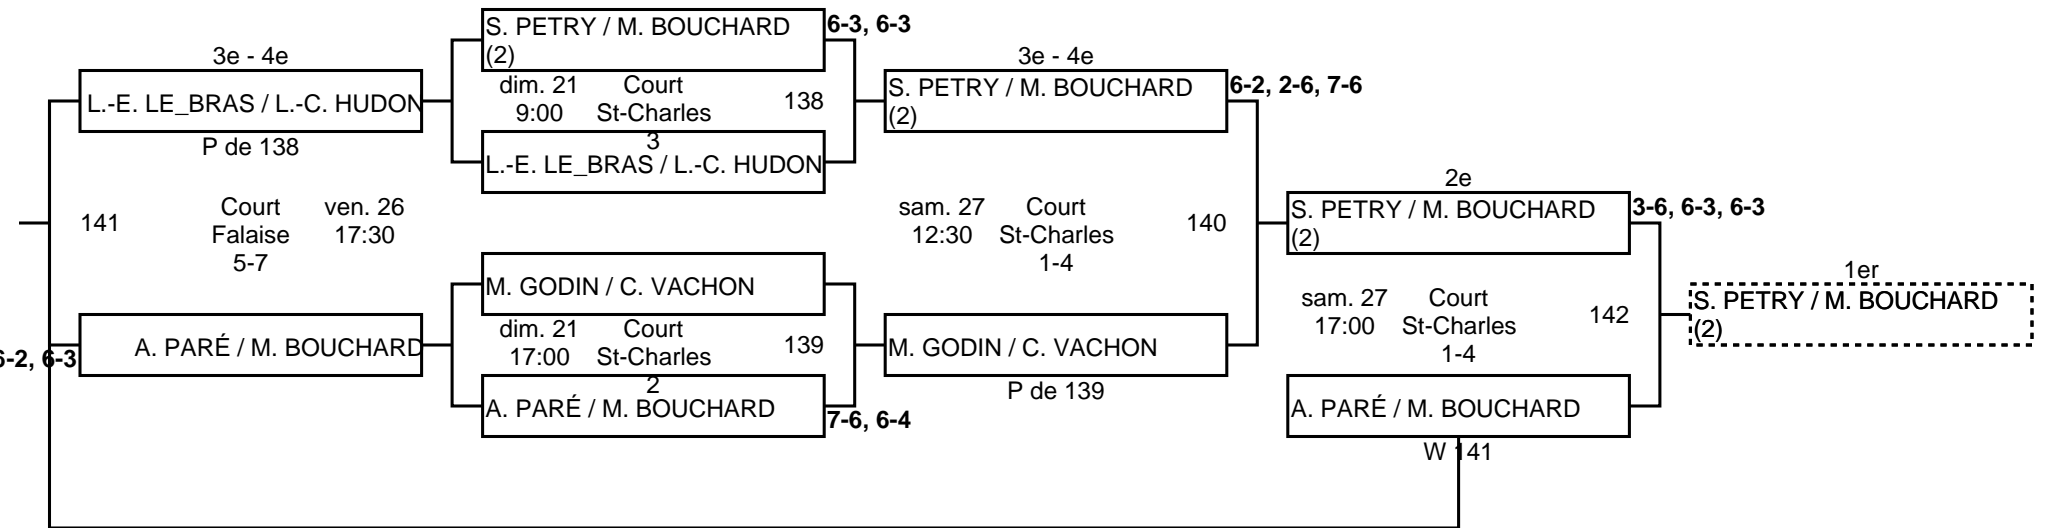 S. PETRY / M. BOUCHARD
(2)
6-3, 6-3
3e - 4e
L.-E. LE_BRAS / L.-C. HUDON
P de 138
dim. 21 Court
9:00 St-Charles
3
138
L.-E. LE_BRAS / L.-C. HUDON
3e - 4e
S. PETRY / M. BOUCHARD
(2)
6-2, 2-6, 7-6
141
Court ven. 26
Falaise 17:30
5-7
sam. 27 Court
12:30 St-Charles
1-4
140
2e
S. PETRY / M. BOUCHARD
(2)
3-6, 6-3, 6-3
M. GODIN / C. VACHON
6-2, 6-3
A. PARÉ / M. BOUCHARD
dim. 21 Court
17:00 St-Charles
2
139
A. PARÉ / M. BOUCHARD
7-6, 6-4
M. GODIN / C. VACHON
P de 139
sam. 27 Court
17:00 St-Charles
1-4
142
1er
S. PETRY / M. BOUCHARD
(2)
A. PARÉ / M. BOUCHARD
W 141